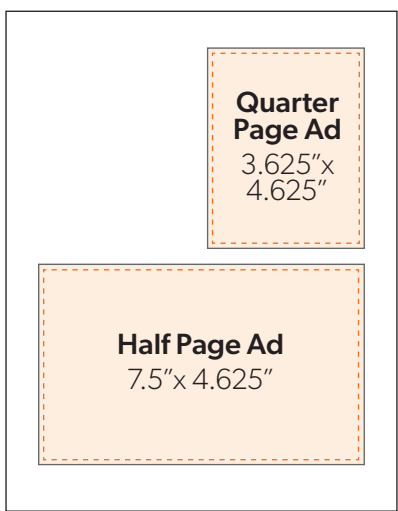 Quarter
Page Ad
3.625”x
4.625”
Half Page Ad
7.5”x 4.625”